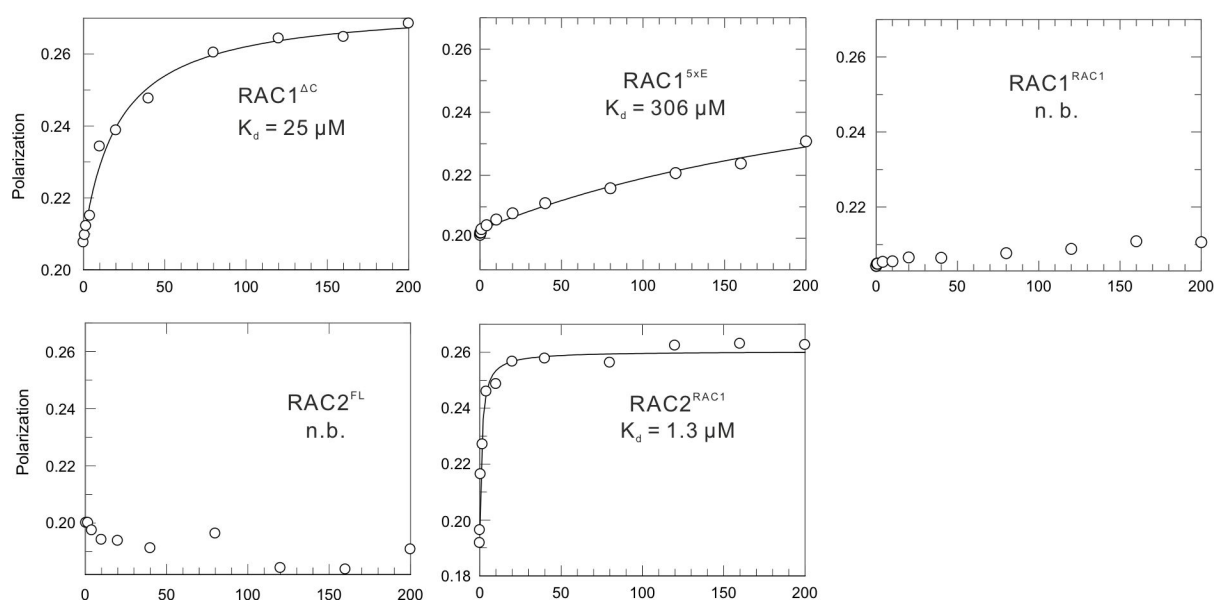 0.26
0.24
0.22
0.20
Polarization
RAC1ΔC
Kd = 25 µM
0 50 100 150 200
0.26
0.24
0.22
0.20
RAC15xE
Kd = 306 µM
0 50 100 150 200
0.26
0.24
0.22
RAC1RAC1
n. b.
0 50 100 150 200
0.26
0.24
0.22
0.20
Polarization
RAC2FL
n.b.
0 50 100 150 200
0.26
0.24
0.22
0.20
0.18
RAC2RAC1
Kd = 1.3 µM
0 50 100 150 200